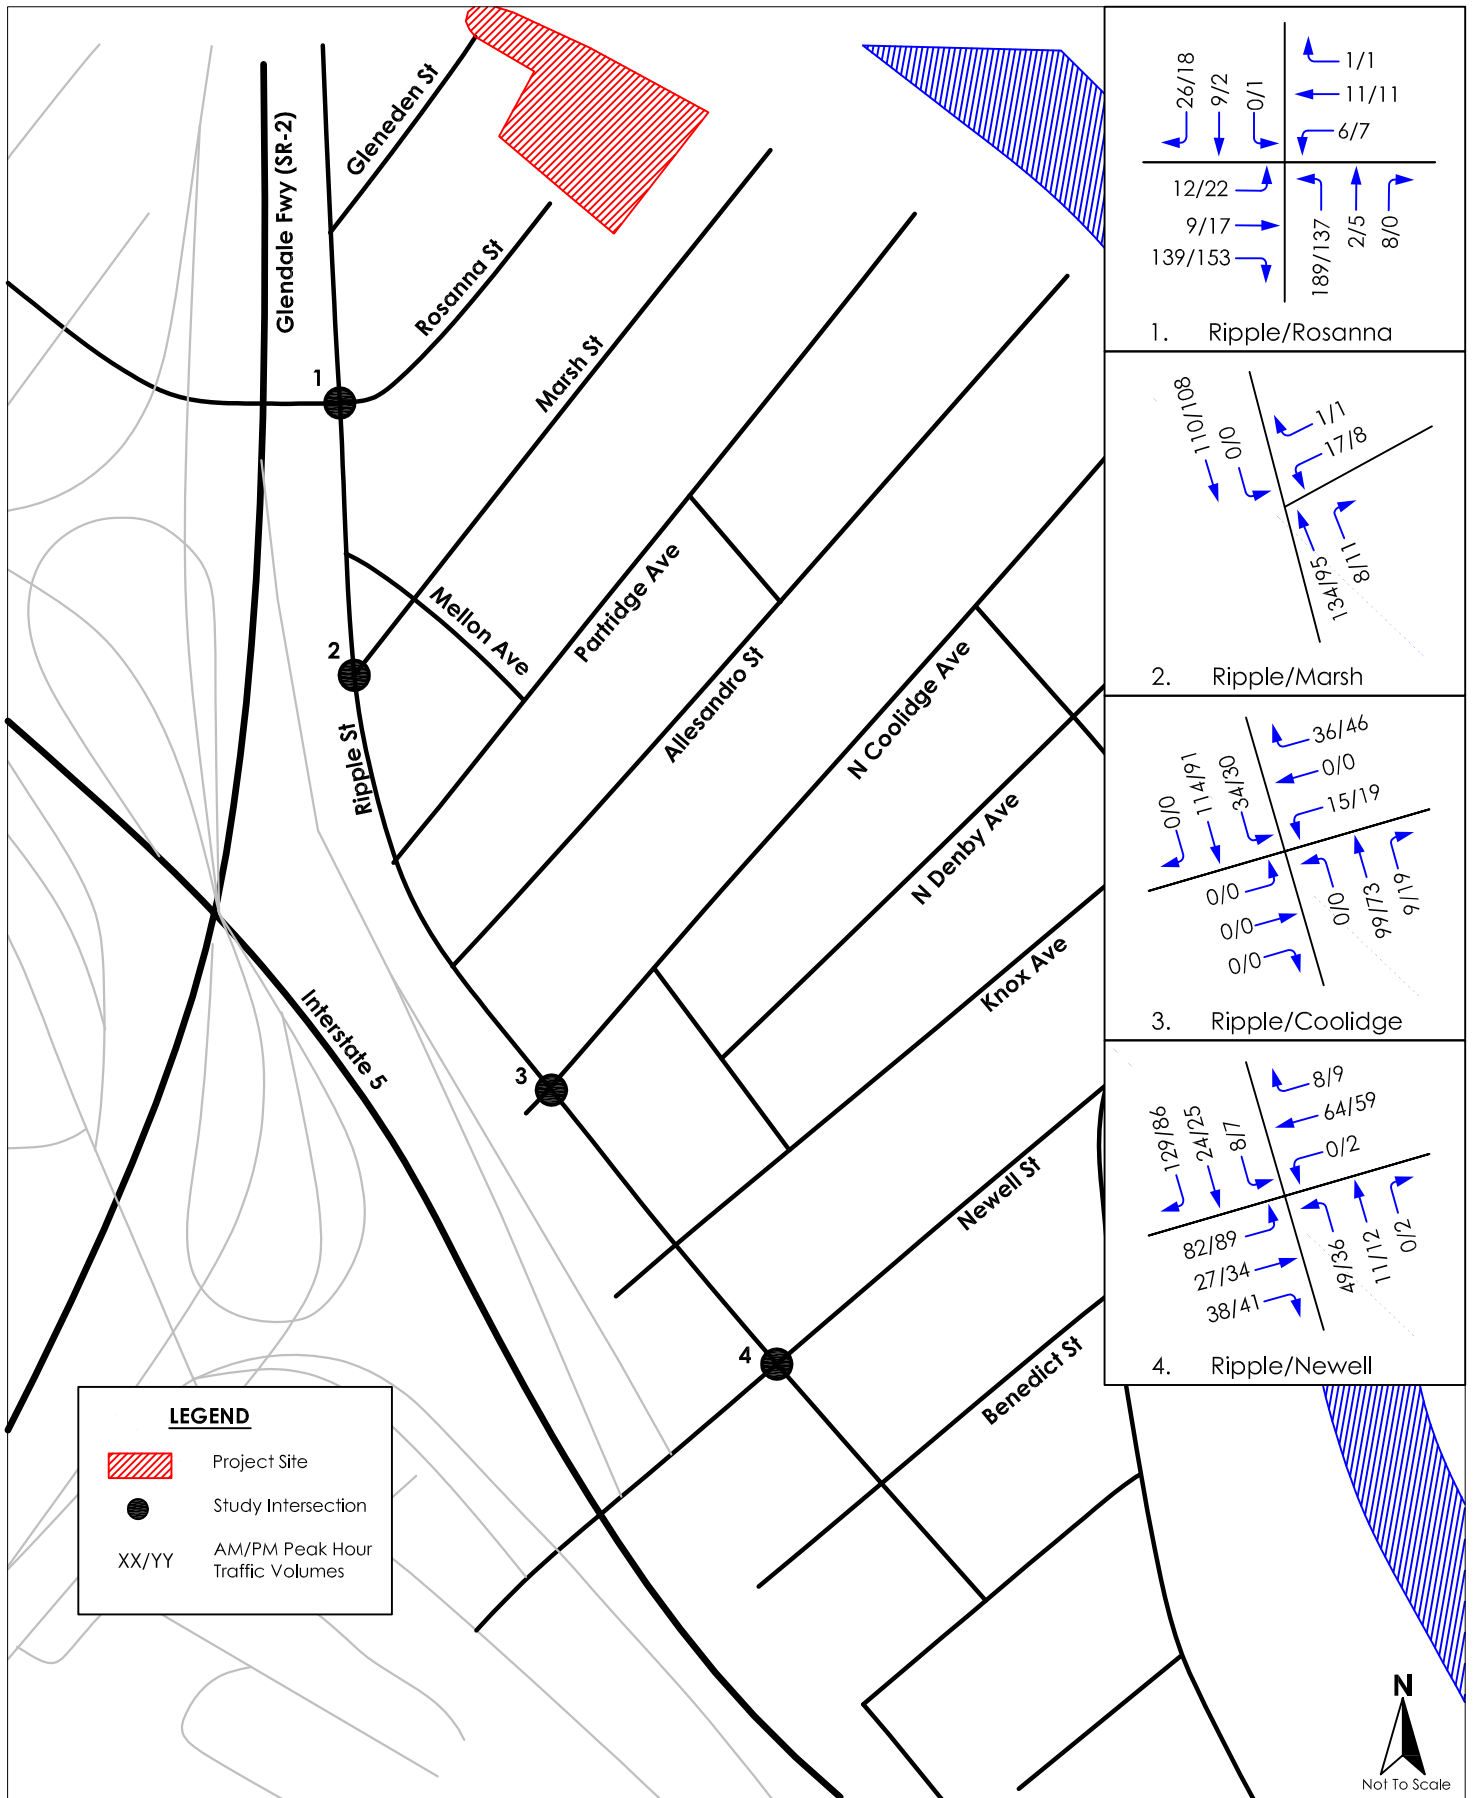 Glendale Fwy (SR-2)
Gleneden St
Rosanna St
Marsh St
1
Mellon Ave
Partridge Ave
2
Ripple St
Allesandro St
N Coolidge Ave
N Denby Ave
Knox Ave
Interstate 5
3
Newell St
4
Benedict St
26/18
9/2
0/1
1/1
11/11
6/7
12/22
9/17
139/153
189/137
2/5
8/0
1. Ripple/Rosanna
110/108
0/0
1/1
17/8
134/95
8/11
2. Ripple/Marsh
0/0
114/91
34/30
36/46
0/0
15/19
0/0
0/0
0/0
0/0
99/73
9/19
3. Ripple/Coolidge
129/86
24/25
8/7
8/9
64/59
0/2
82/89
27/34
38/41
49/36
11/12
0/2
4. Ripple/Newell
LEGEND
Project Site
Study Intersection
XX/YY
AM/PM Peak Hour
Traffic Volumes
N
Not To Scale